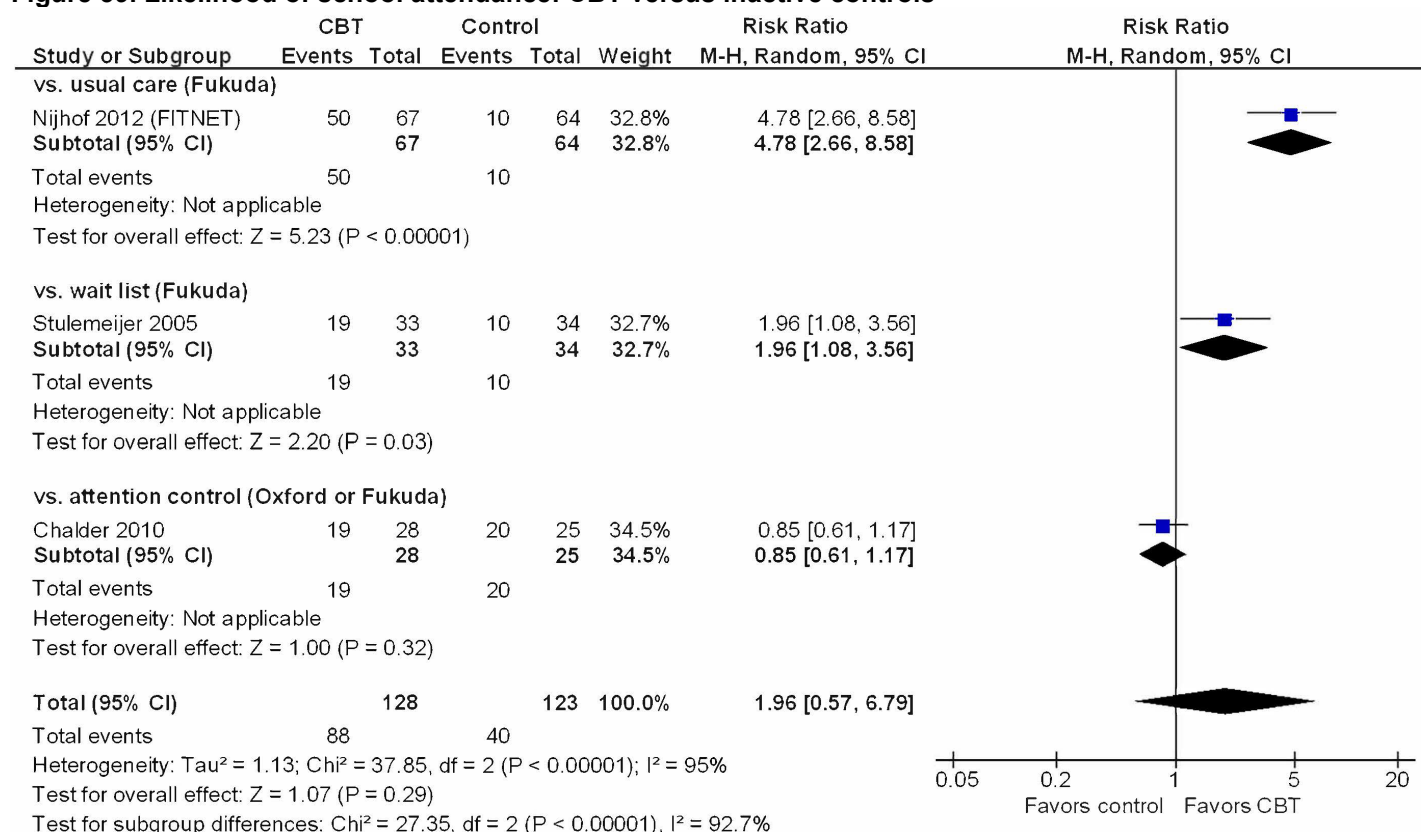 Figure 39. Likelihood of school attendance: CBT versus inactive controls
CBT Control Risk Ratio Risk Ratio
Study or Subgroup Events Total Events Total Weight M-H, Random, 95% CI M-H, Random, 95% CI
vs. usual care (Fukuda)
Nijhof 2012 (FITNET) 50 67 10 64 32.8% 4.78 [2.66, 8.58]
Subtotal (95% CI) 67 64 32.8% 4.78 [2.66, 8.58]
Total events 50 10
Heterogeneity: Not applicable
Test for overall effect: Z = 5.23 (P < 0.00001)
vs. wait list (Fukuda)
Stulemeijer 2005 19 33 10 34 32.7% 1.96 [1.08, 3.56]
Subtotal (95% CI) 33 34 32.7% 1.96 [1.08, 3.56]
Total events 19 10
Heterogeneity: Not applicable
Test for overall effect: Z = 2.20 (P = 0.03)
vs. attention control (Oxford or Fukuda)
Chalder 2010 19 28 20 25 34.5% 0.85 [0.61, 1.17]
Subtotal (95% CI) 28 25 34.5% 0.85 [0.61, 1.17]
Total events 19 20
Heterogeneity: Not applicable
Test for overall effect: Z = 1.00 (P = 0.32)
Total (95% CI) 128 123 100.0% 1.96 [0.57, 6.79]
Total events 88 40
Heterogeneity: Tau² = 1.13; Chi² = 37.85, df = 2 (P < 0.00001); I² = 95%
Test for overall effect: Z = 1.07 (P = 0.29)
Test for subgroup differences: Chi² = 27.35, df = 2 (P < 0.00001), I² = 92.7%
0.05 0.2 1 5 20
Favors control Favors CBT